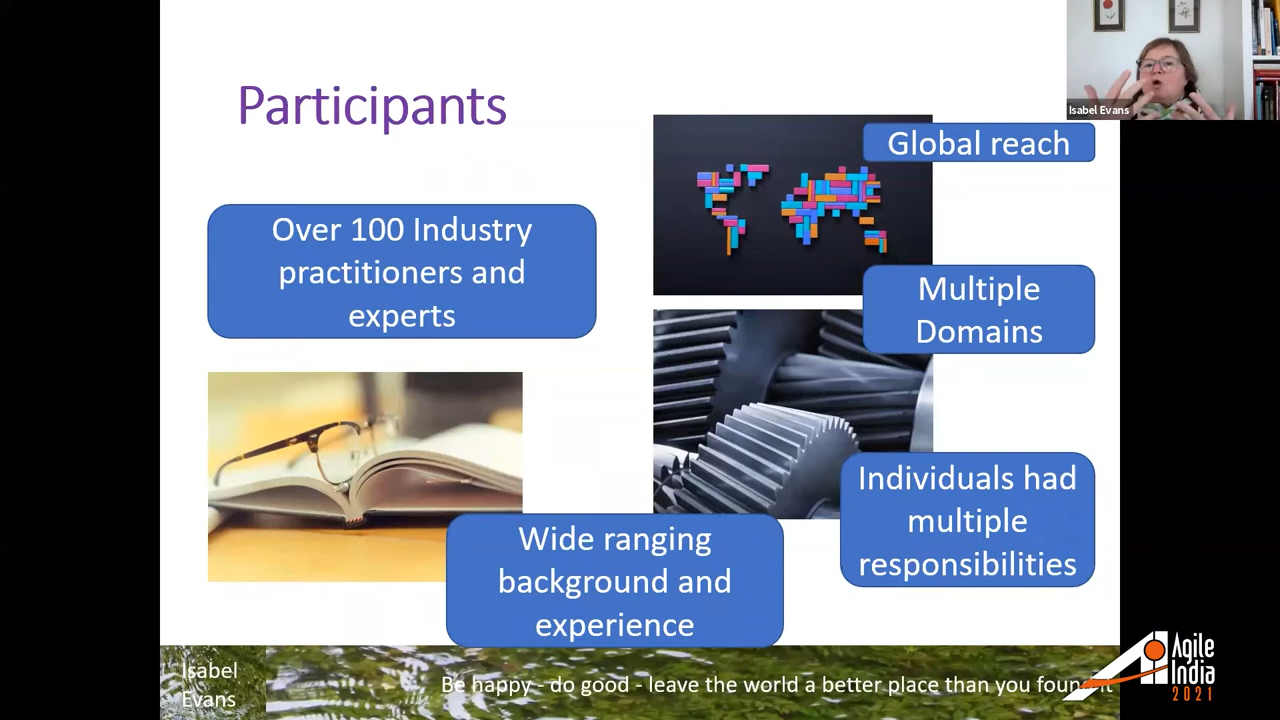 Participants
Isabel Evans
Global reach
Over 100 Industry
practitioners and
experts
Multiple
Domains
Individuals had
multiple
responsibilities
Wide ranging
background and
experience
Isabel
Evans
Be happy - do good - leave the world a better place than you found it
Agile
India
2021